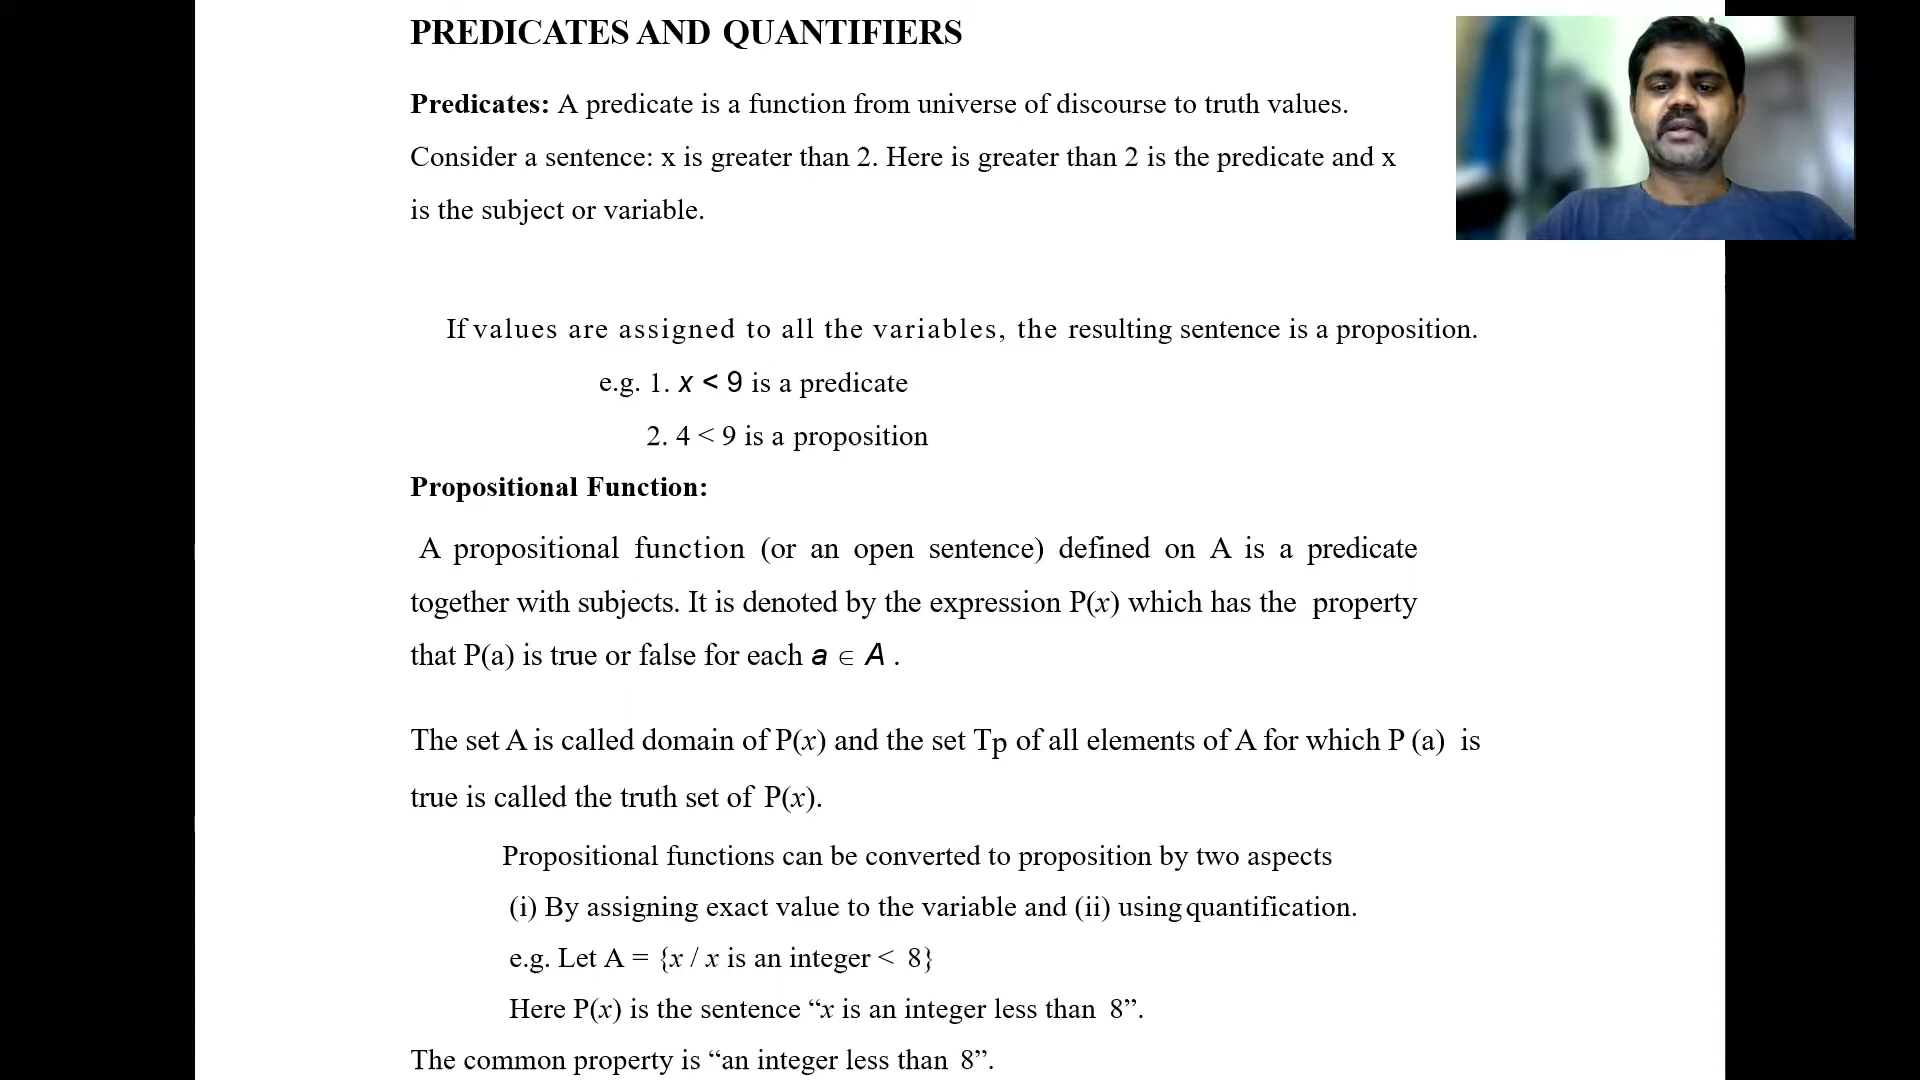 PREDICATES AND QUANTIFIERS
Predicates: A predicate is a function from universe of discourse to truth values.
Consider a sentence: x is greater than 2. Here is greater than 2 is the predicate and x
is the subject or variable.
If values are assigned to all the variables, the resulting sentence is a proposition.
e.g. 1. x < 9 is a predicate
2. 4 < 9 is a proposition
Propositional Function:
A propositional function (or an open sentence) defined on A is a predicate
together with subjects. It is denoted by the expression P(x) which has the property
that P(a) is true or false for each a ∈ A .
The set A is called domain of P(x) and the set Tp of all elements of A for which P (a) is
true is called the truth set of P(x).
Propositional functions can be converted to proposition by two aspects
(i) By assigning exact value to the variable and (ii) using quantification.
e.g. Let A = {x / x is an integer < 8}
Here P(x) is the sentence “x is an integer less than 8”.
The common property is “an integer less than 8”.